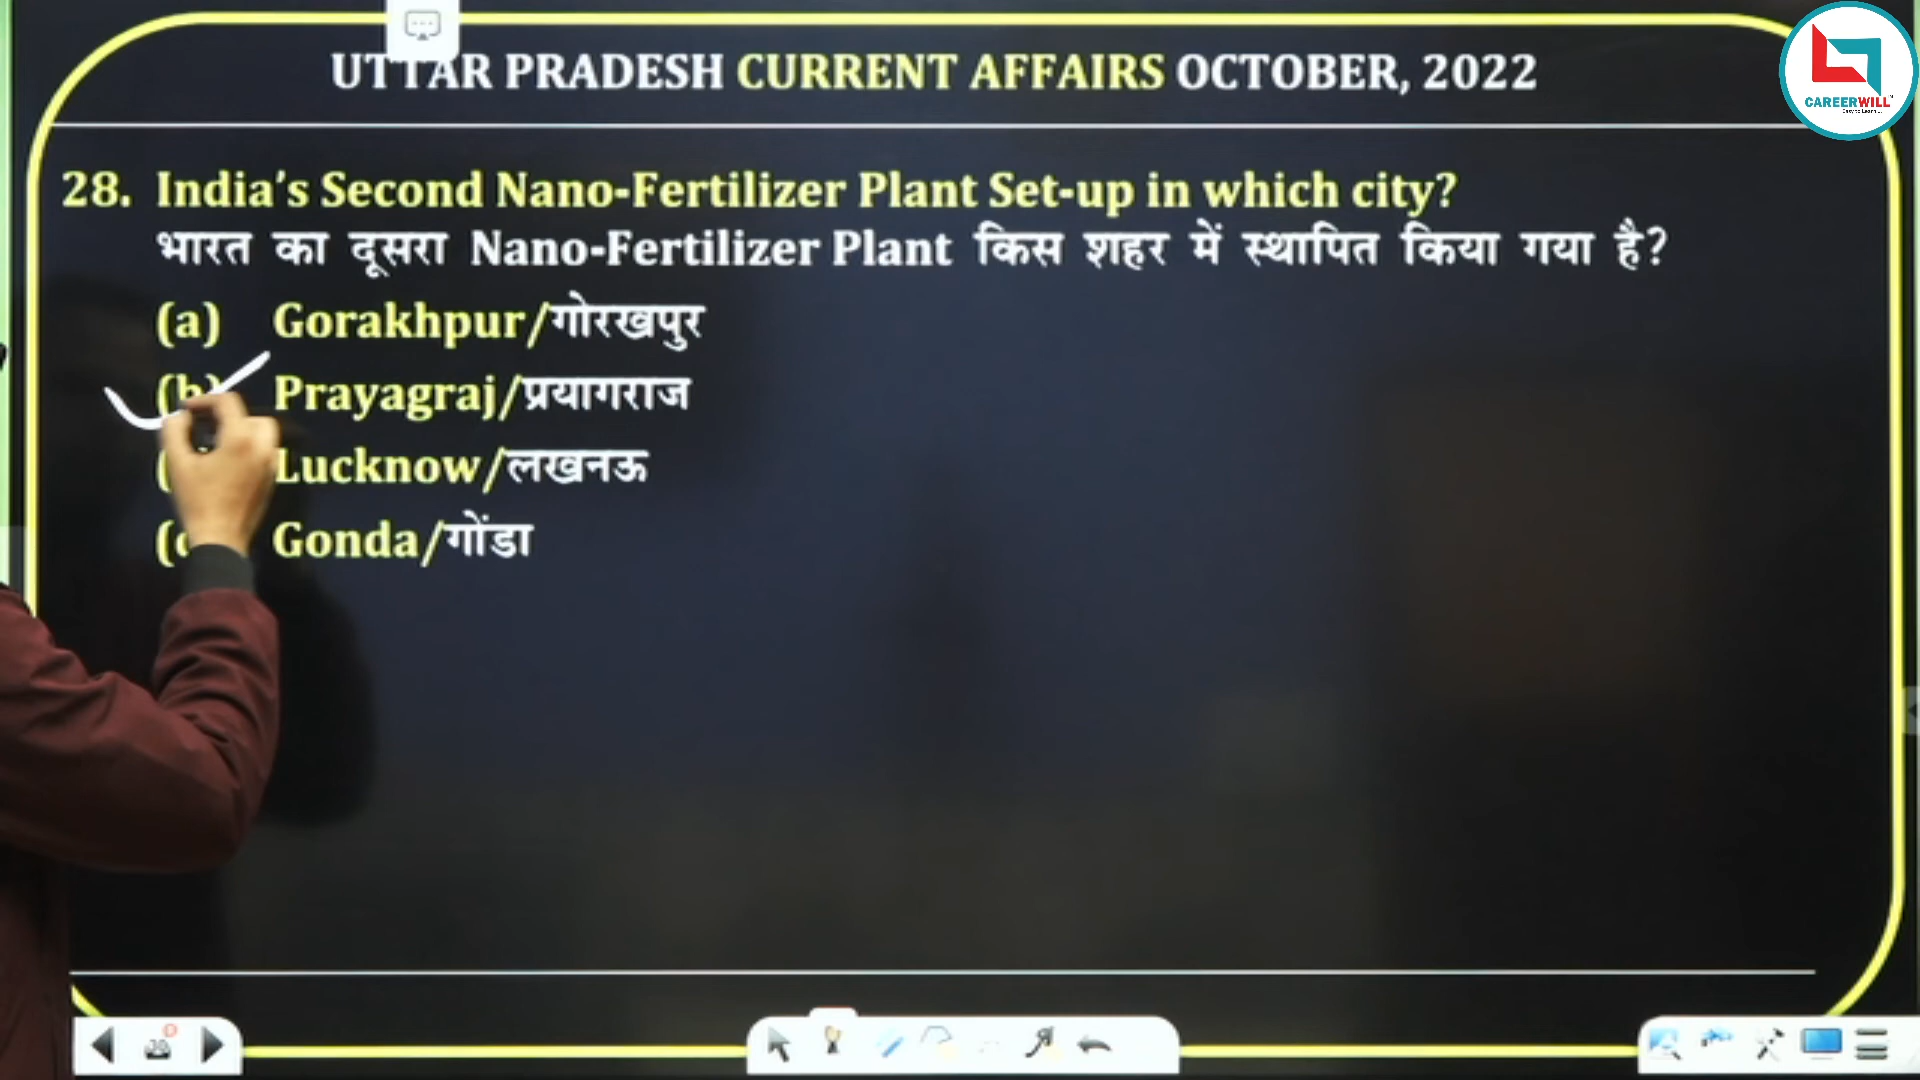 UTTAR PRADESH CURRENT AFFAIRS OCTOBER, 2022
CAREERWILL
28. India's Second Nano-Fertilizer Plant Set-up in which city?
भारत का दूसरा Nano-Fertilizer Plant किस शहर में स्थापित किया गया है?
(a) Gorakhpur/गोरखपुर
(b) Prayagraj/प्रयागराज
Lucknow/लखनऊ
Gonda/गोंडा